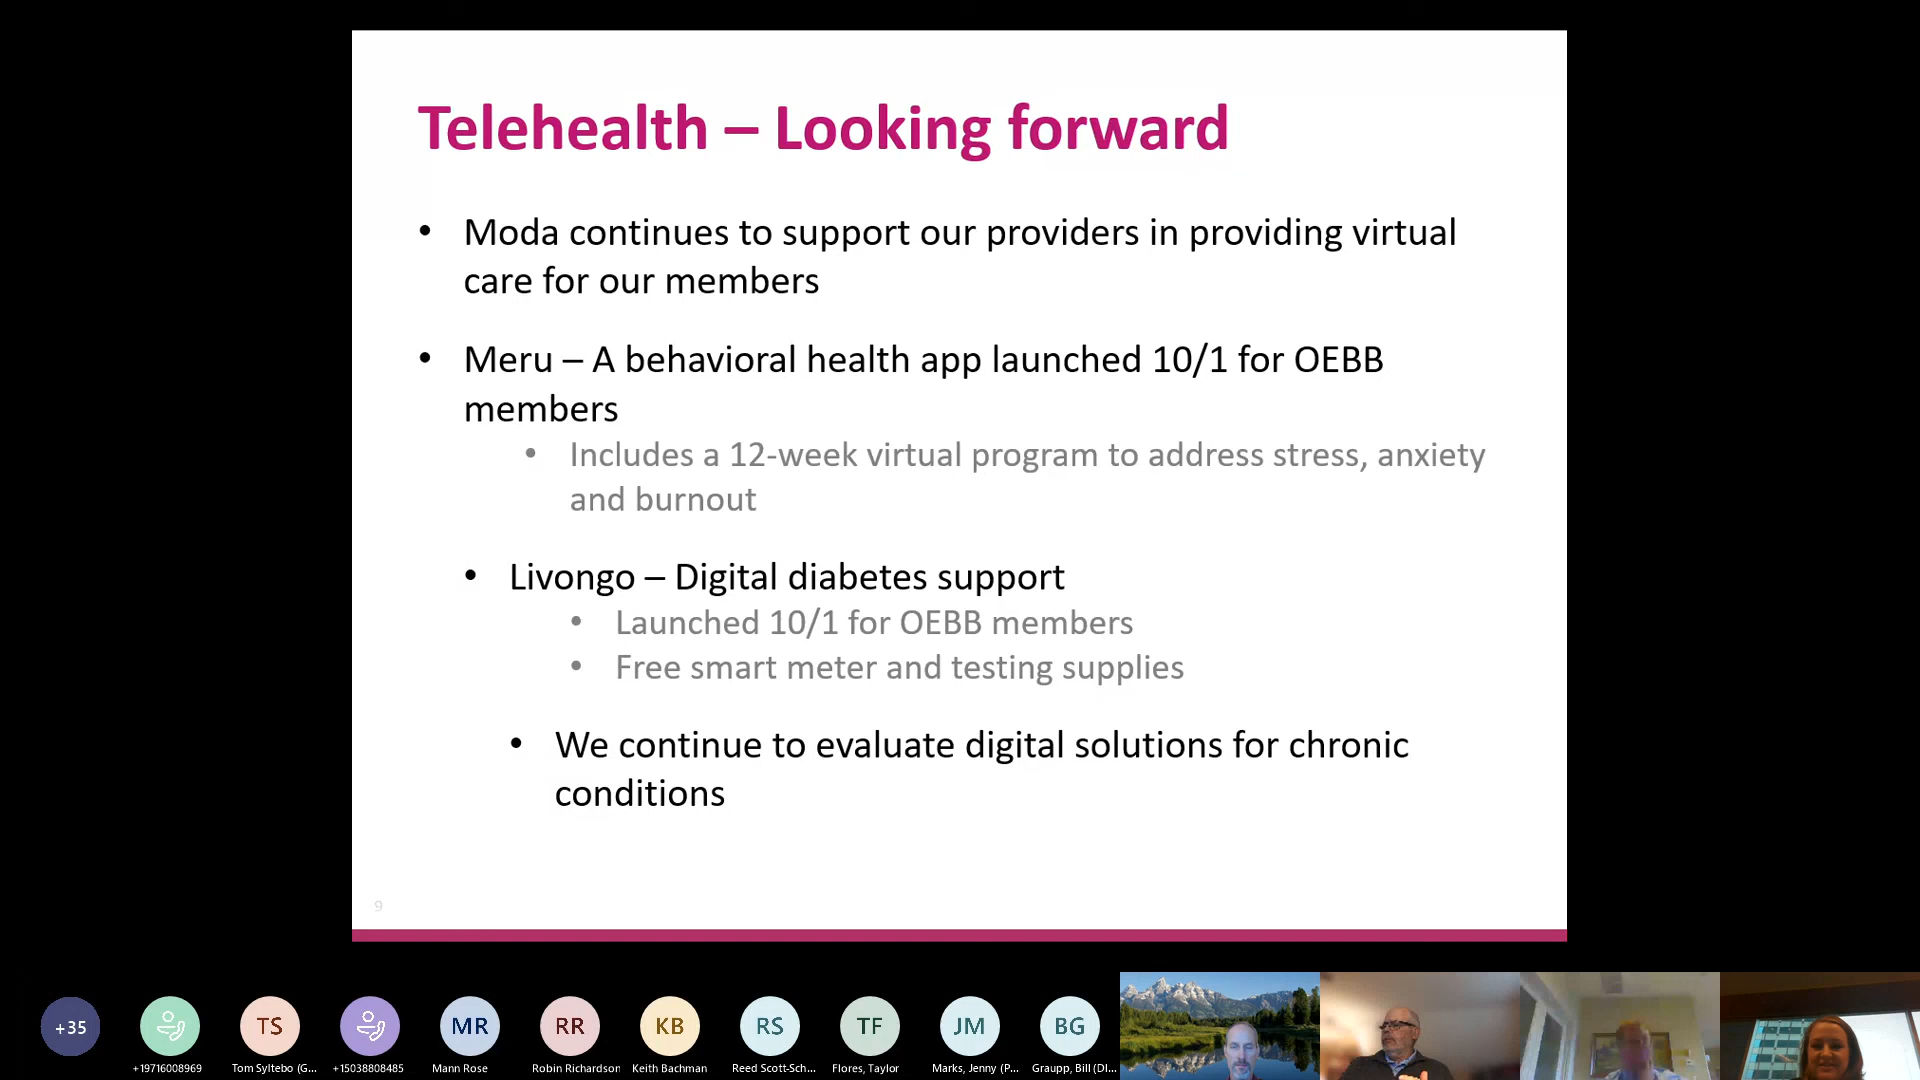 Telehealth – Looking forward
• Moda continues to support our providers in providing virtual
care for our members
• Meru – A behavioral health app launched 10/1 for OEBB
members
• Includes a 12-week virtual program to address stress, anxiety
and burnout
• Livongo – Digital diabetes support
• Launched 10/1 for OEBB members
• Free smart meter and testing supplies
• We continue to evaluate digital solutions for chronic
conditions
9
+35
TS
MR
RR
KB
RS
TF
JM
BG
+19716008969
Tom Syltebo (G...
+15038808485
Mann Rose
Robin Richardson
Keith Bachman
Reed Scott-Sch...
Flores, Taylor
Marks, Jenny (P...
Graupp, Bill (DI...